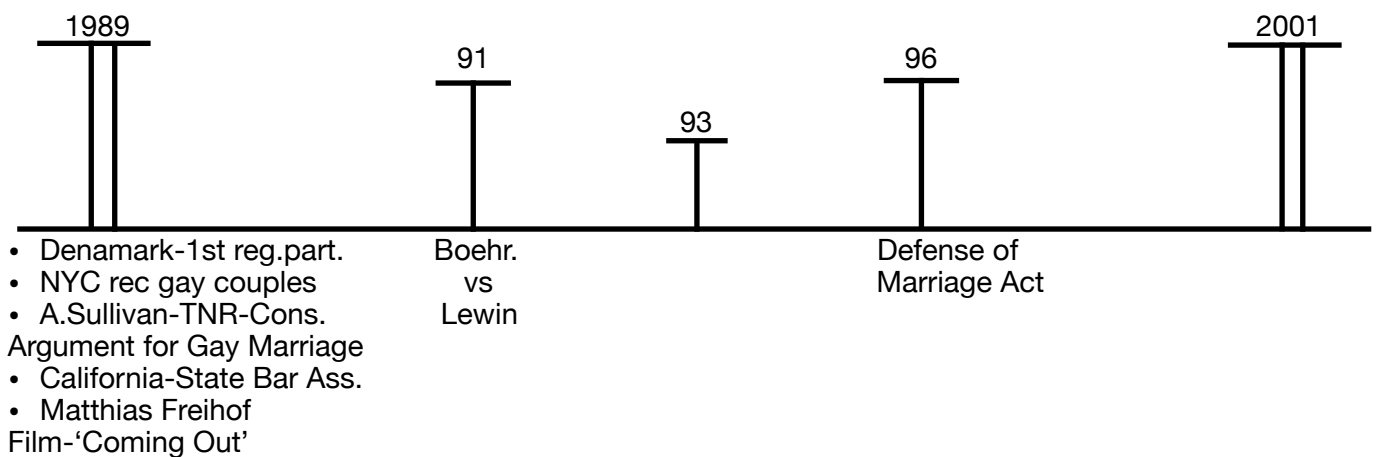 1989
91
93
96
2001
• Denamark-1st reg.part.
• NYC rec gay couples
• A.Sullivan-TNR-Cons.
Argument for Gay Marriage
• California-State Bar Ass.
• Matthias Freihof
Film-‘Coming Out’
Boehr.
vs
Lewin
Defense of
Marriage Act